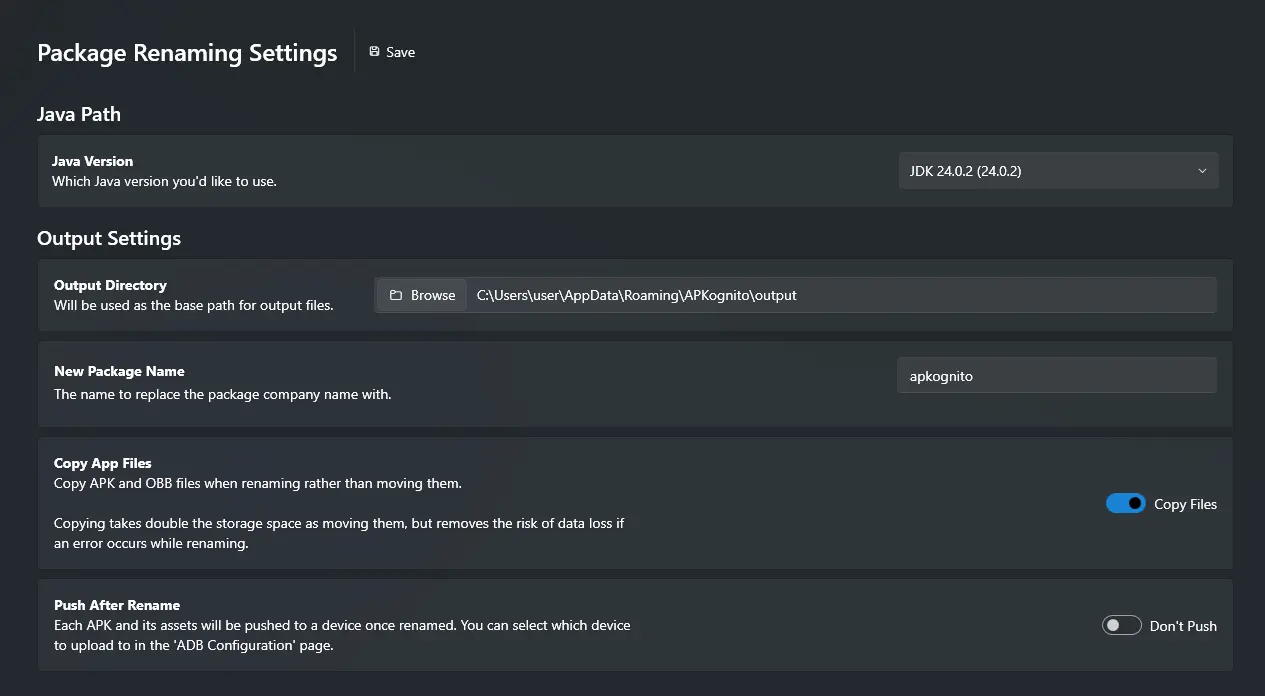 Package Renaming Settings
Save
Java Path
Java Version
Which Java version you'd like to use.
JDK 24.0.2 (24.0.2)
Output Settings
Output Directory
Will be used as the base path for output files.
Browse
C:\Users\user\AppData\Roaming\APKognito\output
New Package Name
The name to replace the package company name with.
apkognito
Copy App Files
Copy APK and OBB files when renaming rather than moving them.
Copying takes double the storage space as moving them, but removes the risk of data loss if
an error occurs while renaming.
Copy Files
Push After Rename
Each APK and its assets will be pushed to a device once renamed. You can select which device
to upload to in the 'ADB Configuration' page.
Don't Push